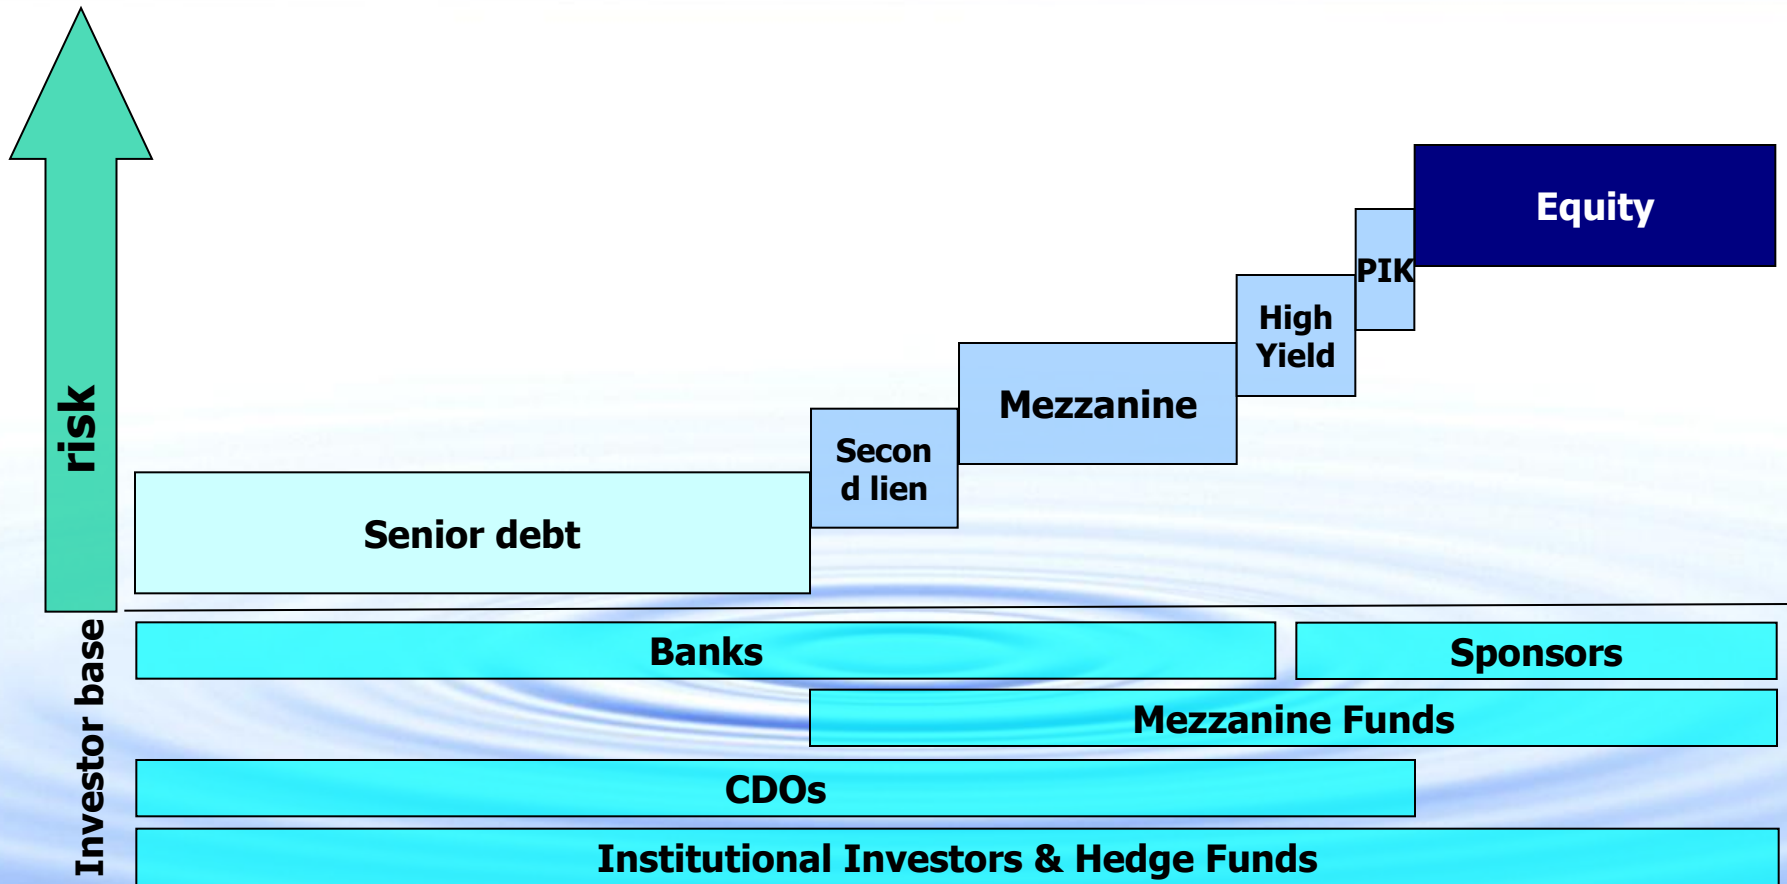 Equity
PIK
High
Yield
Mezzanine
Secon
d lien
Senior debt
risk
Investor base
Banks
Sponsors
Mezzanine Funds
CDOs
Institutional Investors & Hedge Funds